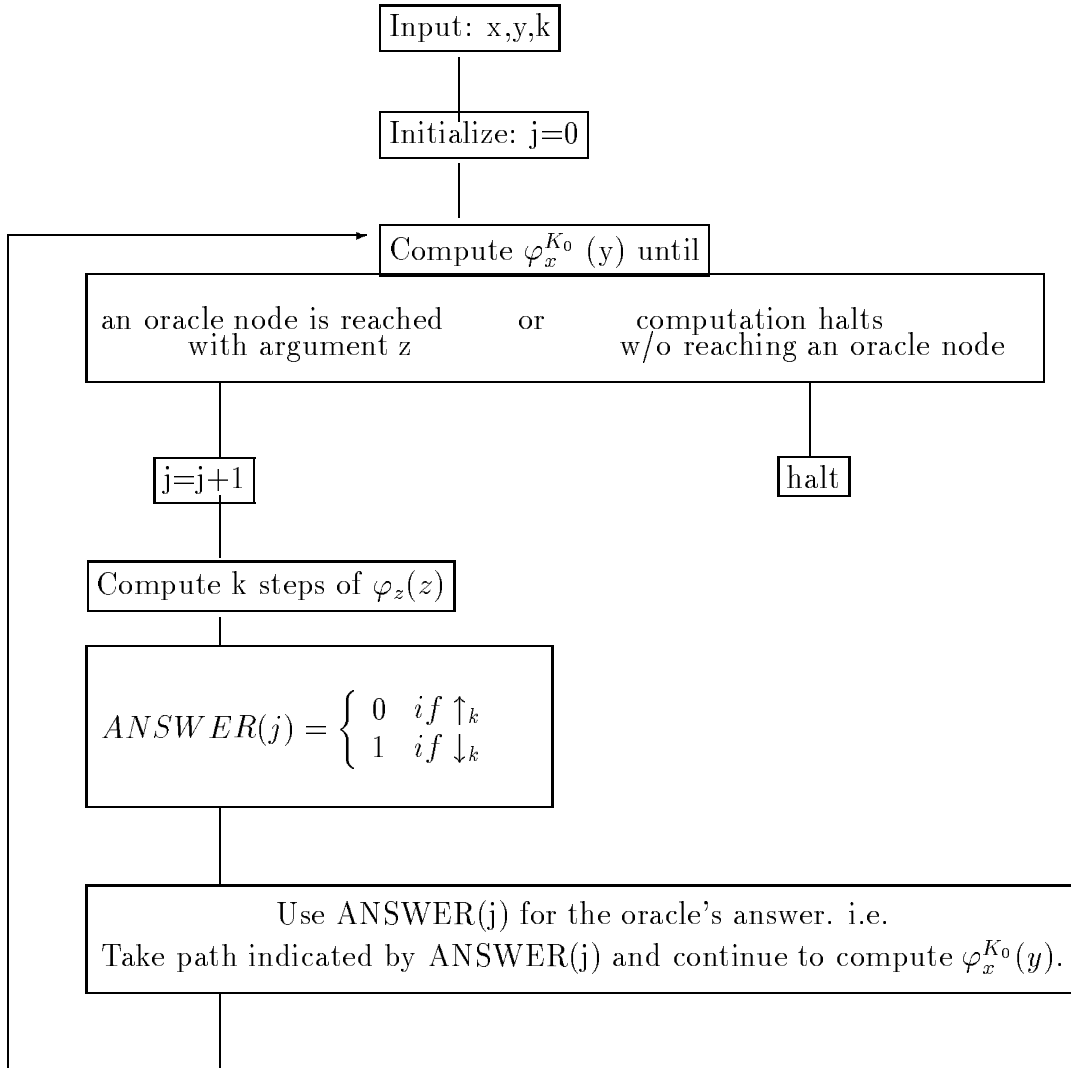 Input: x,y,k
Initialize: j=0
Compute φ_x^{K_0} (y) until
an oracle node is reached or computation halts
with argument z w/o reaching an oracle node
j=j+1 halt
Compute k steps of φ_z(z)
ANSWER(j) = { 0 if ↑_k
1 if ↓_k
Use ANSWER(j) for the oracle's answer. i.e.
Take path indicated by ANSWER(j) and continue to compute φ_x^{K_0}(y).